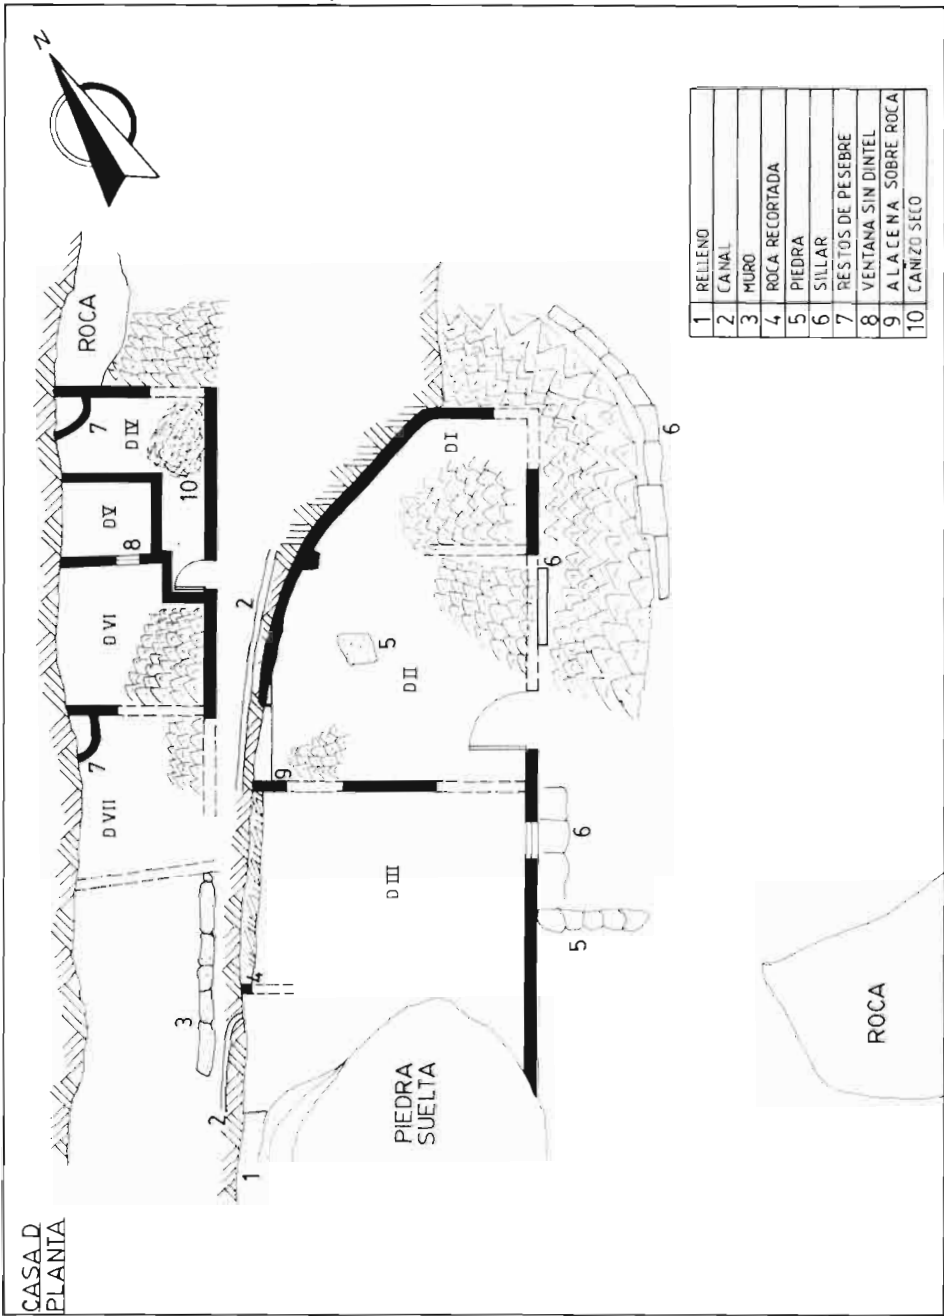 CASA D
PLANTA
N
ROCA
7
D IV
10
D V
8
D VI
7
D VII
3
2
2
1
4
D I
6
5
D II
9
D III
6
5
6
PIEDRA
SUELTA
ROCA
1 RELLENO
2 CANAL
3 MURO
4 ROCA RECORTADA
5 PIEDRA
6 SILLAR
7 RESTOS DE PESEBRE
8 VENTANA SIN DINTEL
9 ALACENA SOBRE ROCA
10 CAÑIZO SECO